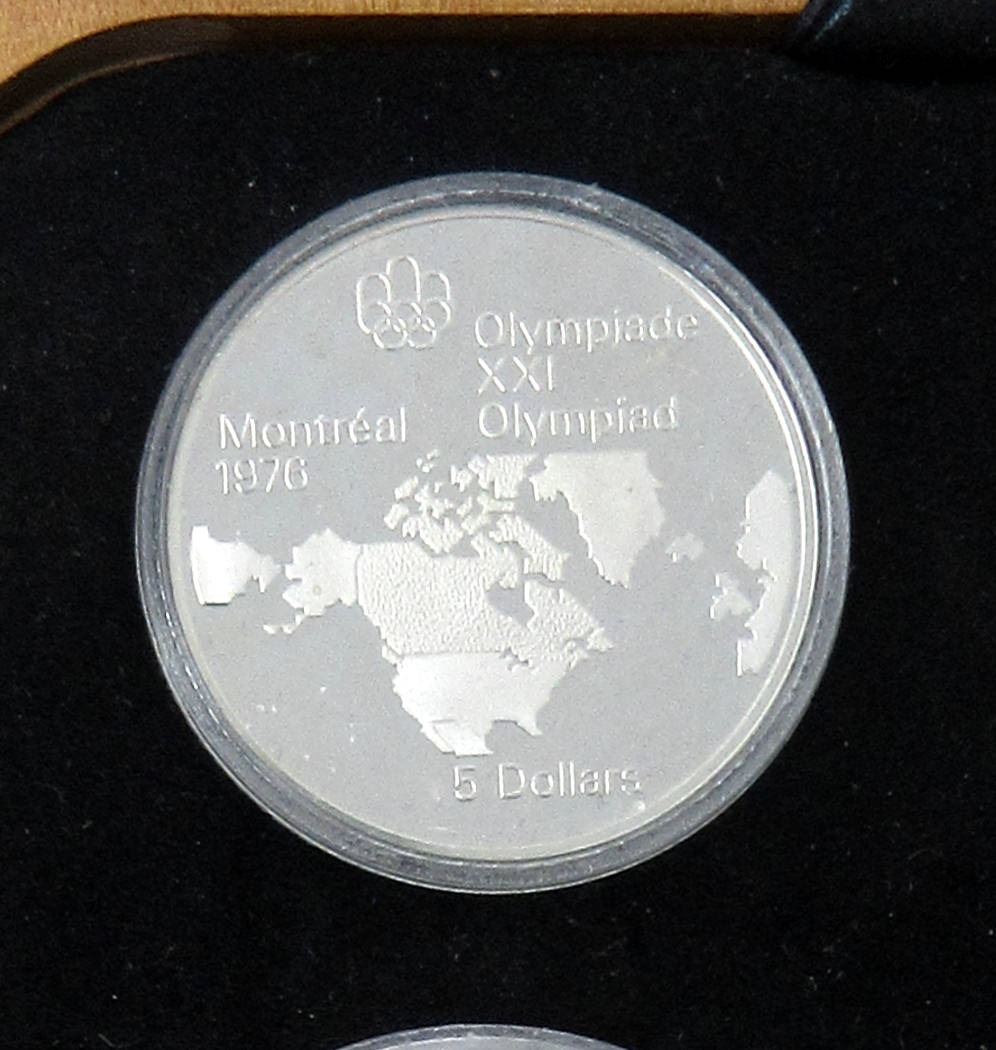 Olympiade
XXI
Olympiad
Montréal
1976
5 Dollars